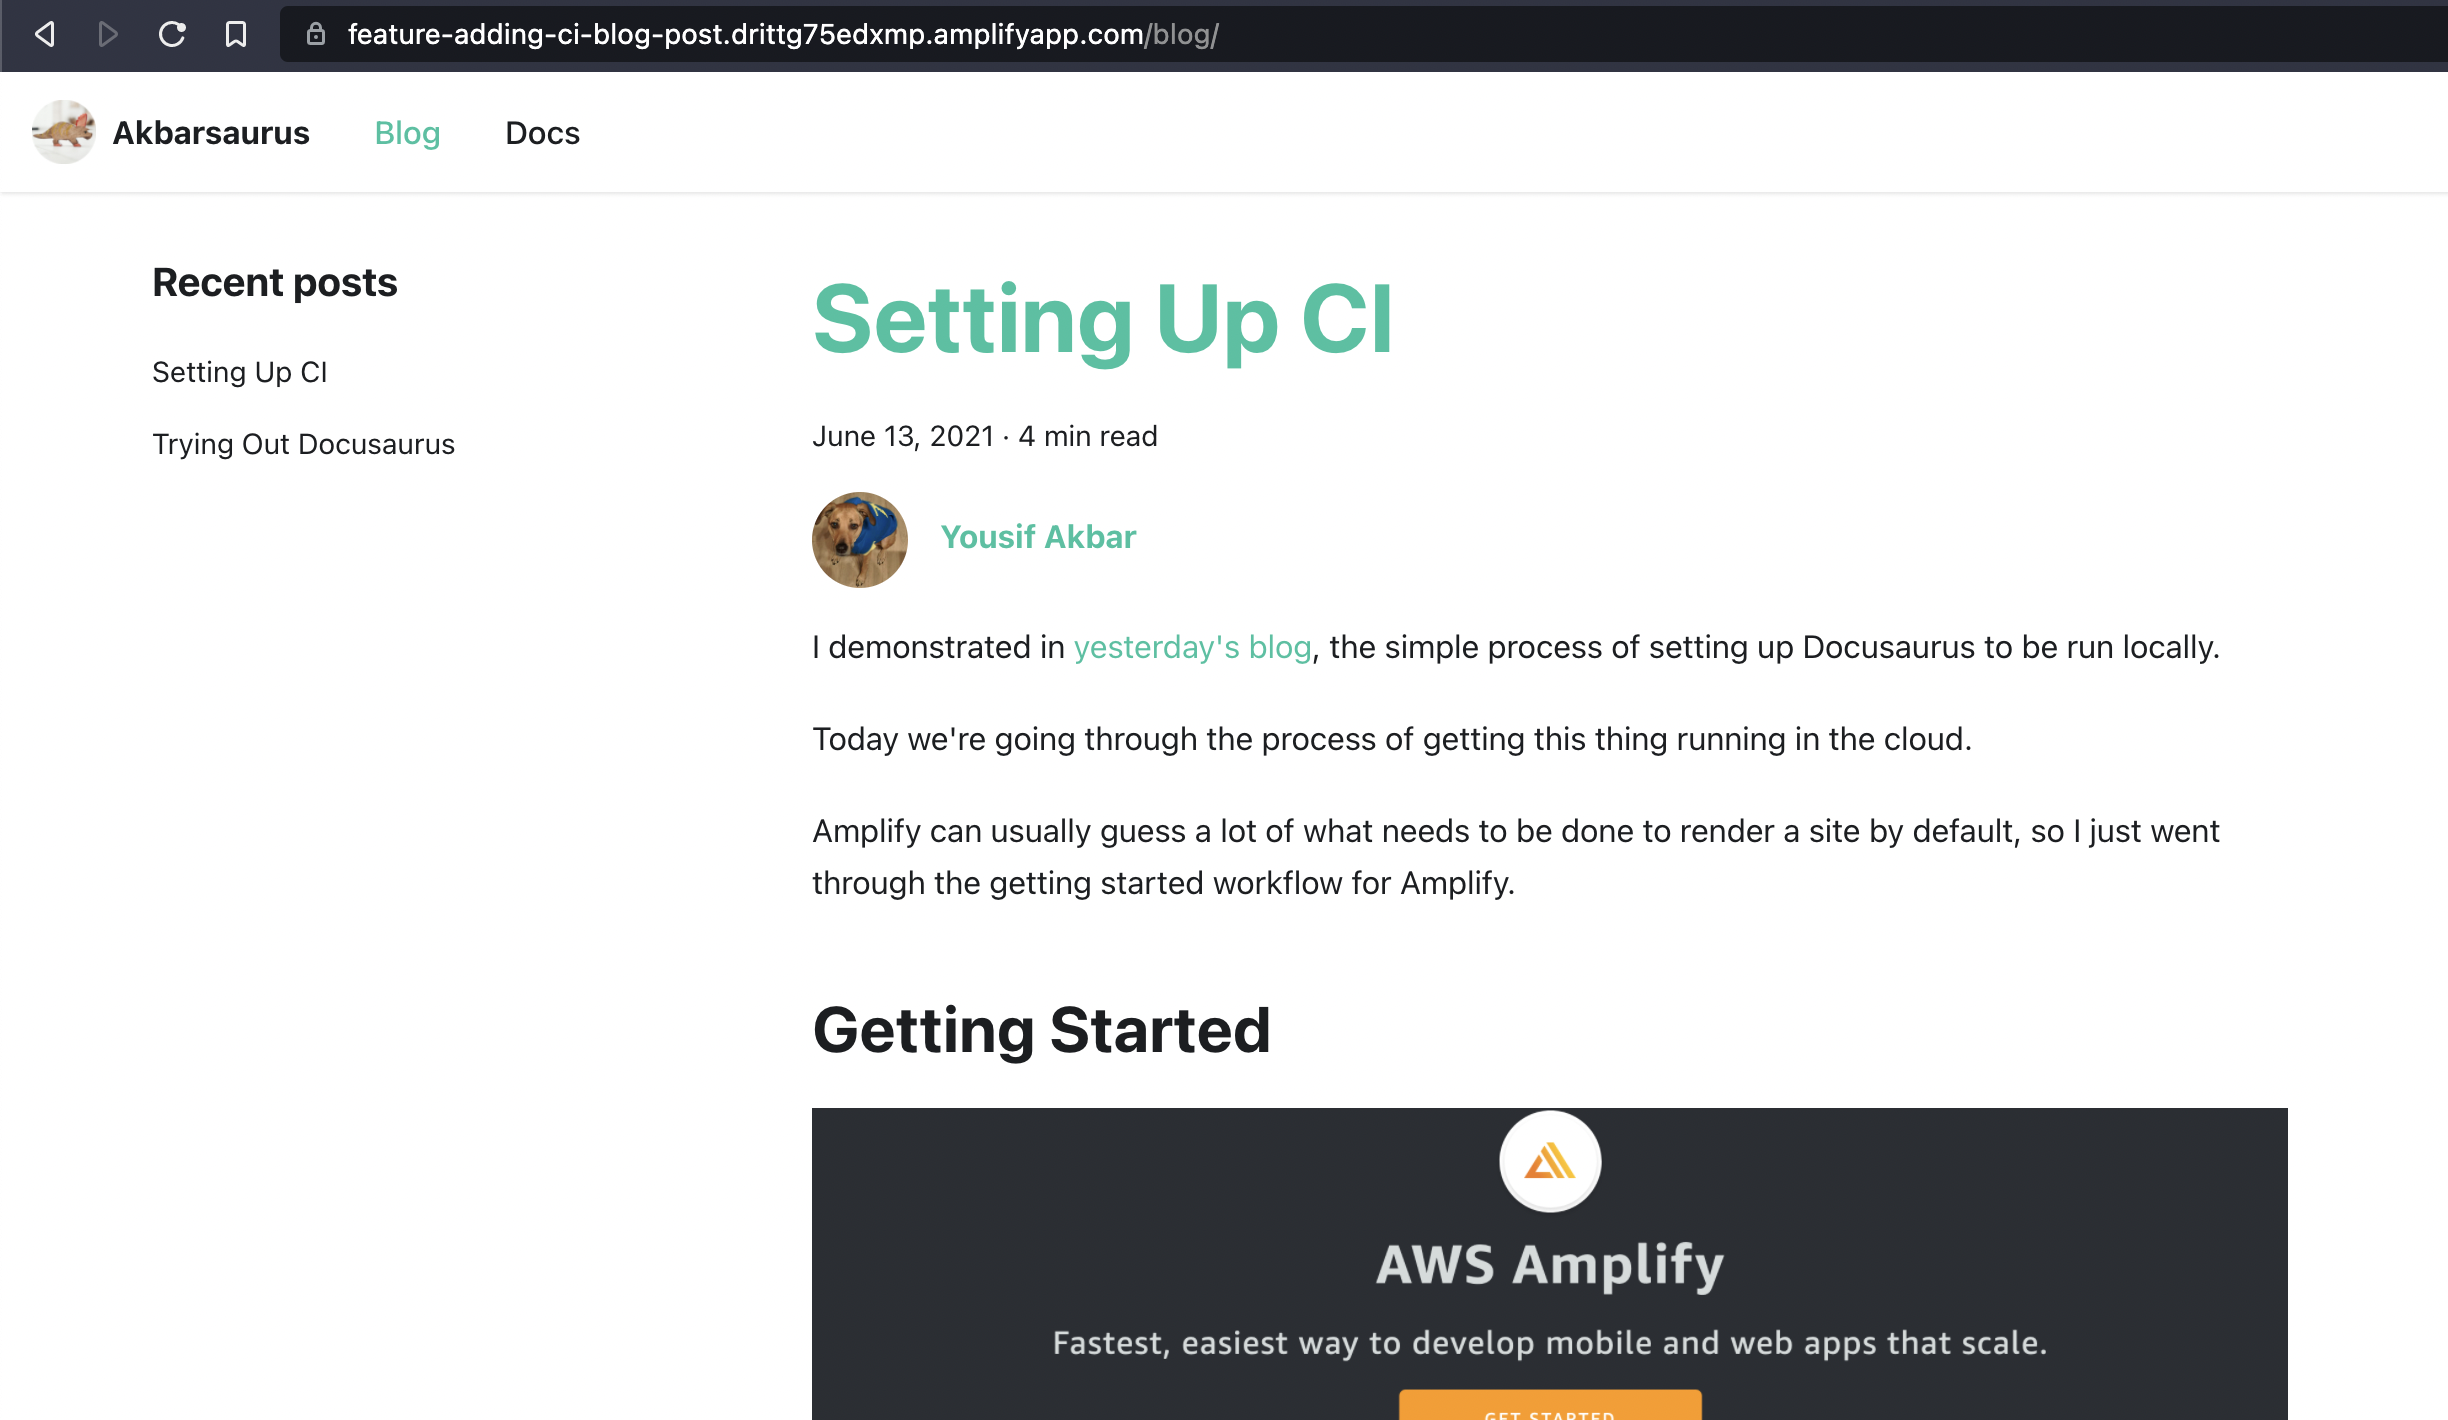 feature-adding-ci-blog-post.drittg75edxmp.amplifyapp.com/blog/
Akbarsaurus Blog Docs
Recent posts
Setting Up CI
Trying Out Docusaurus
Setting Up CI
June 13, 2021 · 4 min read
Yousif Akbar
I demonstrated in yesterday's blog, the simple process of setting up Docusaurus to be run locally.
Today we're going through the process of getting this thing running in the cloud.
Amplify can usually guess a lot of what needs to be done to render a site by default, so I just went
through the getting started workflow for Amplify.
Getting Started
AWS Amplify
Fastest, easiest way to develop mobile and web apps that scale.
GET STARTED